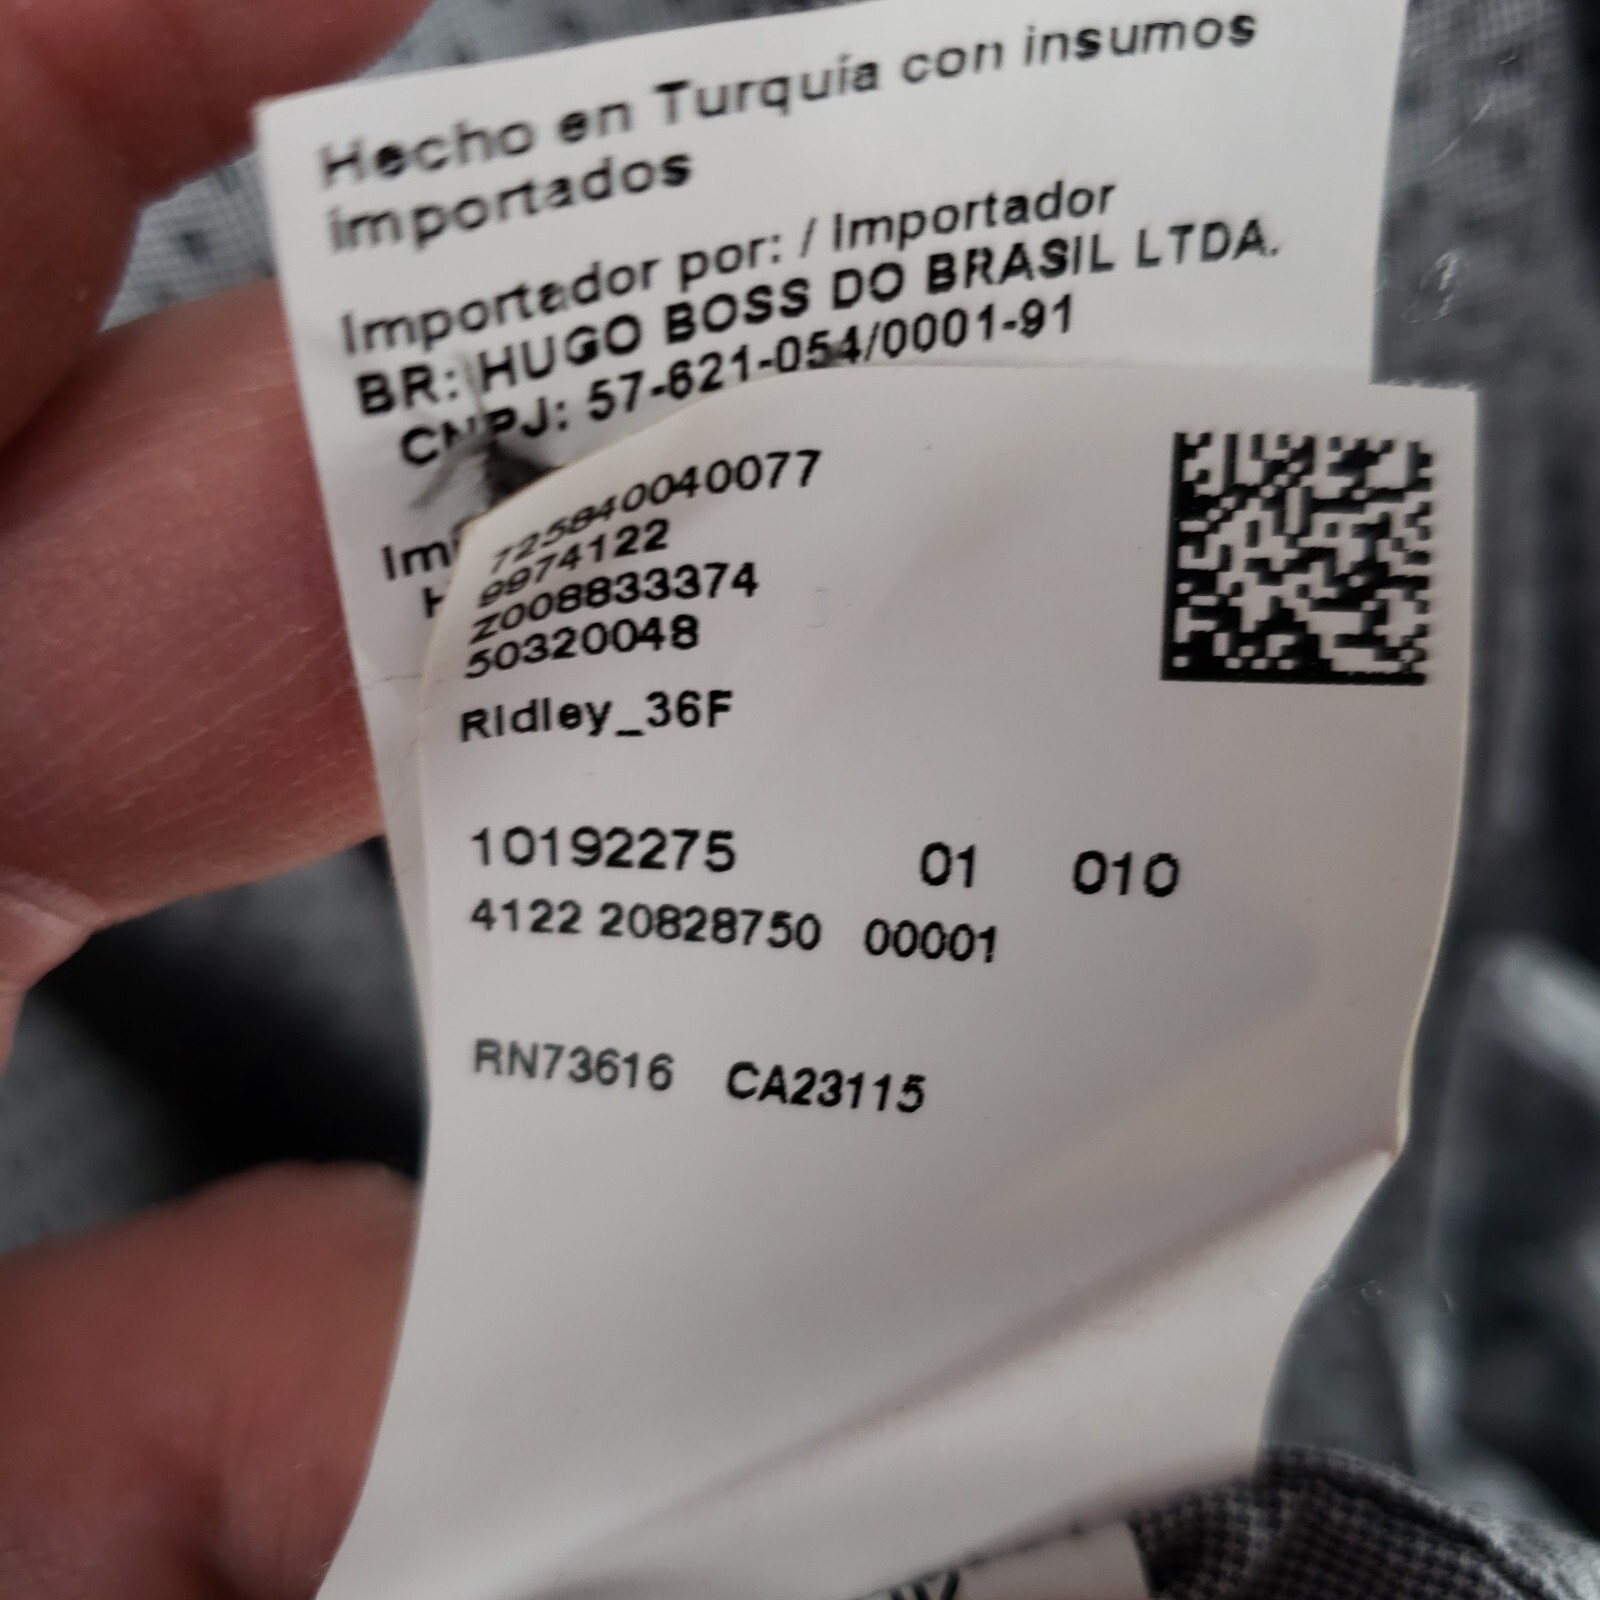 Hecho en Turquía con insumos
importados
Importador por: / Importador
BR: HUGO BOSS DO BRASIL LTDA.
CNPJ: 57-621-054/0001-91
725840040077
9974122
Z008833374
50320048
Ridley_36F
10192275 01 010
4122 20828750 00001
RN73616 CA23115